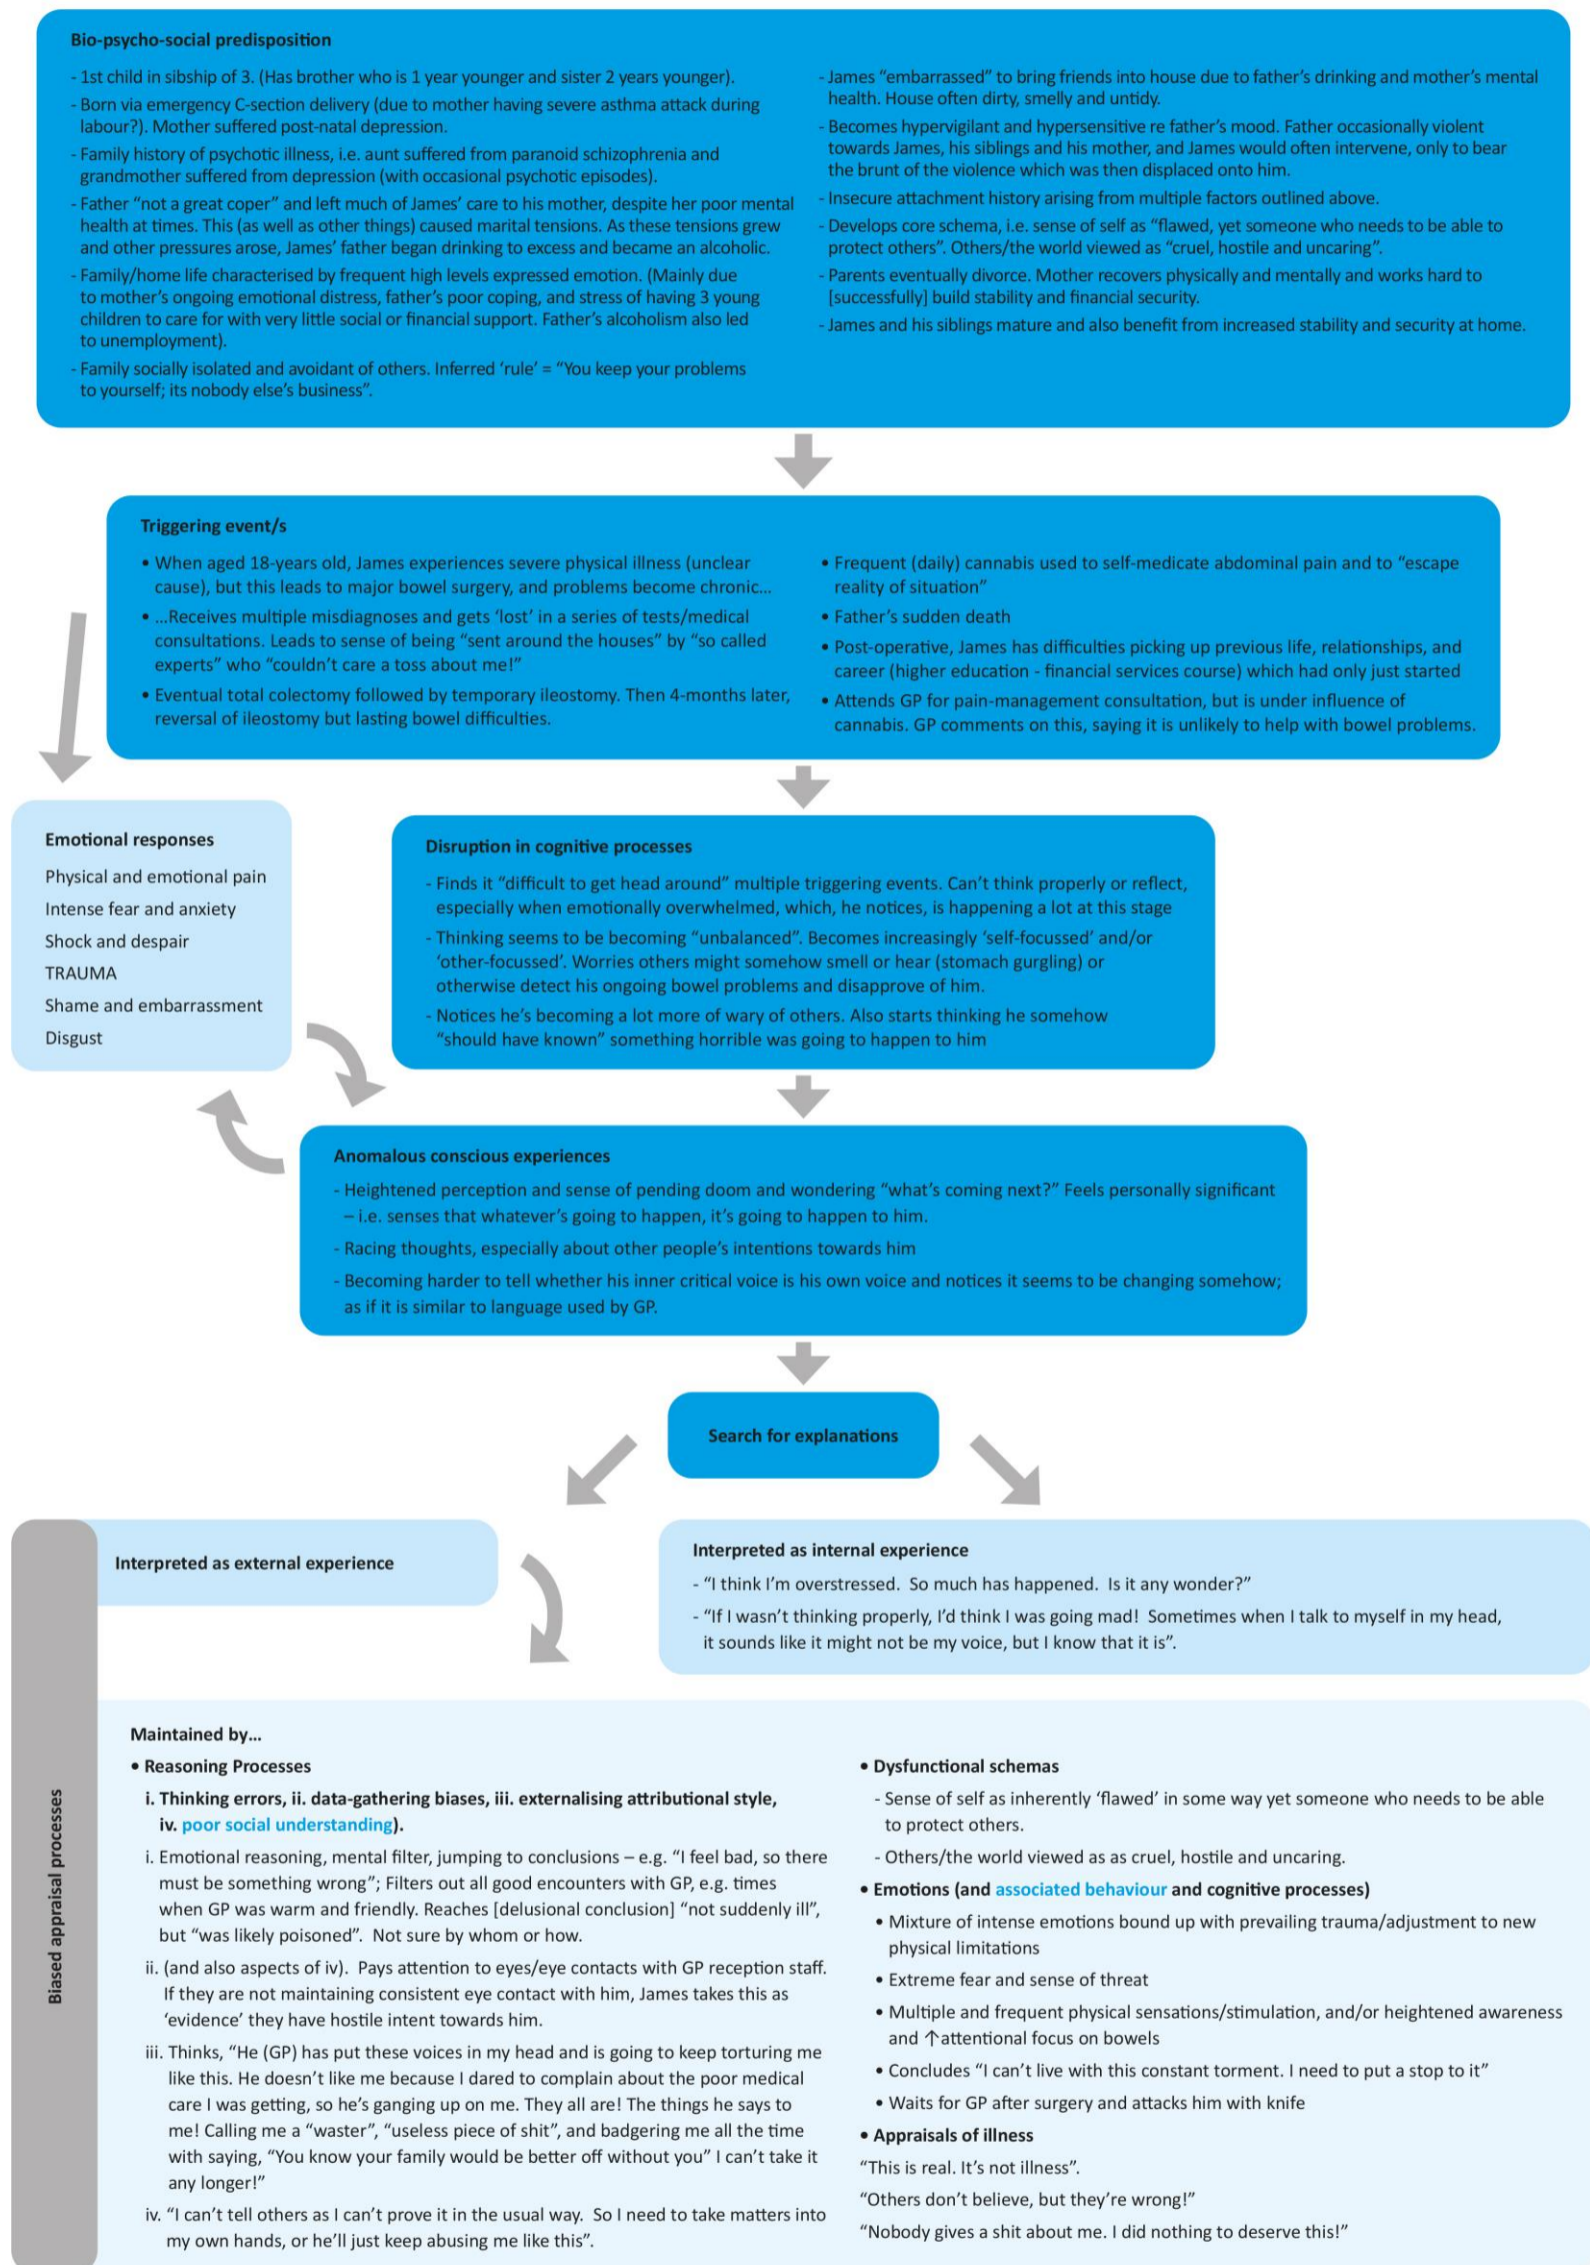 Bio-psycho-social predisposition
- 1st child in sibship of 3. (Has brother who is 1 year younger and sister 2 years younger).
- Born via emergency C-section delivery (due to mother having severe asthma attack during
labour?). Mother suffered post-natal depression.
- Family history of psychotic illness, i.e. aunt suffered from paranoid schizophrenia and
grandmother suffered from depression (with occasional psychotic episodes).
- Father “not a great coper” and left much of James’ care to his mother, despite her poor mental
health at times. This (as well as other things) caused marital tensions. As these tensions grew
and other pressures arose, James’ father began drinking to excess and became an alcoholic.
- Family/home life characterised by frequent high levels expressed emotion. (Mainly due
to mother’s ongoing emotional distress, father’s poor coping, and stress of having 3 young
children to care for with very little social or financial support. Father’s alcoholism also led
to unemployment).
- Family socially isolated and avoidant of others. Inferred ‘rule’ = “You keep your problems
to yourself; its nobody else’s business”.
- James “embarrassed” to bring friends into house due to father’s drinking and mother’s mental
health. House often dirty, smelly and untidy.
- Becomes hypervigilant and hypersensitive re father’s mood. Father occasionally violent
towards James, his siblings and his mother, and James would often intervene, only to bear
the brunt of the violence which was then displaced onto him.
- Insecure attachment history arising from multiple factors outlined above.
- Develops core schema, i.e. sense of self as “flawed, yet someone who needs to be able to
protect others”. Others/the world viewed as “cruel, hostile and uncaring”.
- Parents eventually divorce. Mother recovers physically and mentally and works hard to
[successfully] build stability and financial security.
- James and his siblings mature and also benefit from increased stability and security at home.
Triggering event/s
• When aged 18-years old, James experiences severe physical illness (unclear
cause), but this leads to major bowel surgery, and problems become chronic...
• ...Receives multiple misdiagnoses and gets ‘lost’ in a series of tests/medical
consultations. Leads to sense of being “sent around the houses” by “so called
experts” who “couldn’t care a toss about me!”
• Eventual total colectomy followed by temporary ileostomy. Then 4-months later,
reversal of ileostomy but lasting bowel difficulties.
• Frequent (daily) cannabis used to self-medicate abdominal pain and to “escape
reality of situation”
• Father’s sudden death
• Post-operative, James has difficulties picking up previous life, relationships, and
career (higher education - financial services course) which had only just started
• Attends GP for pain-management consultation, but is under influence of
cannabis. GP comments on this, saying it is unlikely to help with bowel problems.
Emotional responses
Physical and emotional pain
Intense fear and anxiety
Shock and despair
TRAUMA
Shame and embarrassment
Disgust
Disruption in cognitive processes
- Finds it “difficult to get head around” multiple triggering events. Can’t think properly or reflect,
especially when emotionally overwhelmed, which, he notices, is happening a lot at this stage
- Thinking seems to be becoming “unbalanced”. Becomes increasingly ‘self-focussed’ and/or
‘other-focussed’. Worries others might somehow smell or hear (stomach gurgling) or
otherwise detect his ongoing bowel problems and disapprove of him.
- Notices he’s becoming a lot more of wary of others. Also starts thinking he somehow
“should have known” something horrible was going to happen to him
Anomalous conscious experiences
- Heightened perception and sense of pending doom and wondering “what’s coming next?” Feels personally significant
– i.e. senses that whatever’s going to happen, it’s going to happen to him.
- Racing thoughts, especially about other people’s intentions towards him
- Becoming harder to tell whether his inner critical voice is his own voice and notices it seems to be changing somehow;
as if it is similar to language used by GP.
Search for explanations
Interpreted as external experience
Interpreted as internal experience
- “I think I’m overstressed. So much has happened. Is it any wonder?”
- “If I wasn’t thinking properly, I’d think I was going mad! Sometimes when I talk to myself in my head,
it sounds like it might not be my voice, but I know that it is”.
Biased appraisal processes
Maintained by...
• Reasoning Processes
i. Thinking errors, ii. data-gathering biases, iii. externalising attributional style,
iv. poor social understanding).
i. Emotional reasoning, mental filter, jumping to conclusions – e.g. “I feel bad, so there
must be something wrong”; Filters out all good encounters with GP, e.g. times
when GP was warm and friendly. Reaches [delusional conclusion] “not suddenly ill”,
but “was likely poisoned”. Not sure by whom or how.
ii. (and also aspects of iv). Pays attention to eyes/eye contacts with GP reception staff.
If they are not maintaining consistent eye contact with him, James takes this as
‘evidence’ they have hostile intent towards him.
iii. Thinks, “He (GP) has put these voices in my head and is going to keep torturing me
like this. He doesn’t like me because I dared to complain about the poor medical
care I was getting, so he’s ganging up on me. They all are! The things he says to
me! Calling me a “waster”, “useless piece of shit”, and badgering me all the time
with saying, “You know your family would be better off without you” I can’t take it
any longer!”
iv. “I can’t tell others as I can’t prove it in the usual way. So I need to take matters into
my own hands, or he’ll just keep abusing me like this”.
• Dysfunctional schemas
- Sense of self as inherently ‘flawed’ in some way yet someone who needs to be able
to protect others.
- Others/the world viewed as as cruel, hostile and uncaring.
• Emotions (and associated behaviour and cognitive processes)
• Mixture of intense emotions bound up with prevailing trauma/adjustment to new
physical limitations
• Extreme fear and sense of threat
• Multiple and frequent physical sensations/stimulation, and/or heightened awareness
and ↑attentional focus on bowels
• Concludes “I can’t live with this constant torment. I need to put a stop to it”
• Waits for GP after surgery and attacks him with knife
• Appraisals of illness
“This is real. It’s not illness”.
“Others don’t believe, but they’re wrong!”
“Nobody gives a shit about me. I did nothing to deserve this!”